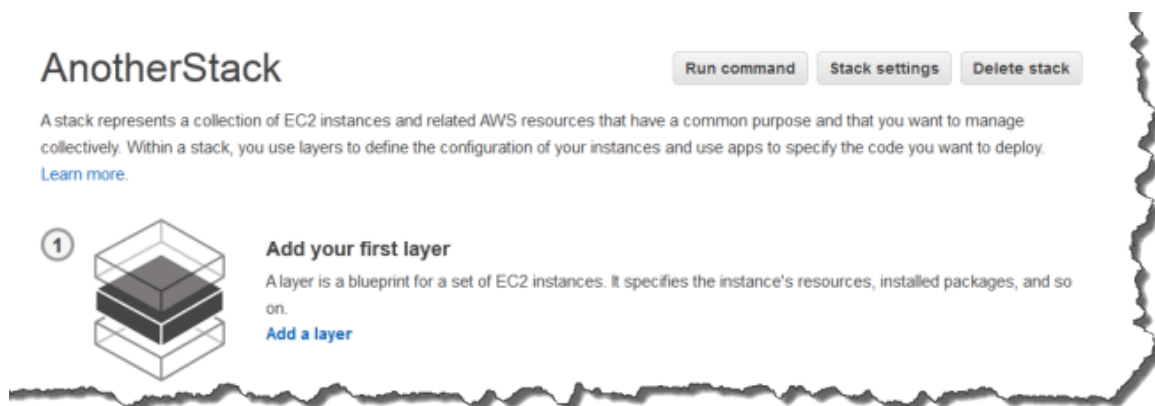 AnotherStack
Run command
Stack settings
Delete stack
A stack represents a collection of EC2 instances and related AWS resources that have a common purpose and that you want to manage
collectively. Within a stack, you use layers to define the configuration of your instances and use apps to specify the code you want to deploy.
Learn more.
1
Add your first layer
A layer is a blueprint for a set of EC2 instances. It specifies the instance's resources, installed packages, and so
on.
Add a layer